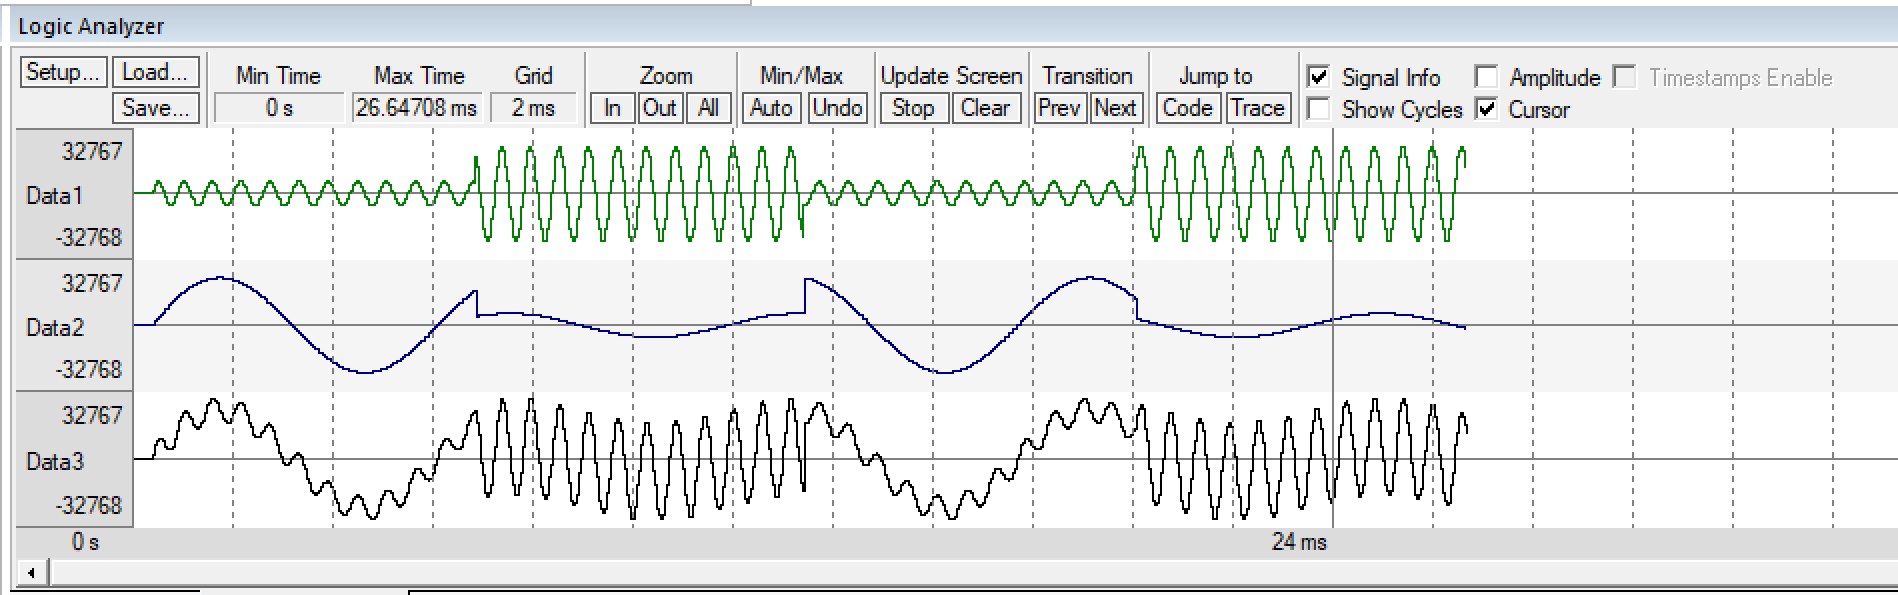 Logic Analyzer
Setup... Load... Min Time Max Time Grid Zoom Min/Max Update Screen Transition Jump to Signal Info Amplitude Timestamps Enable
Save... 0 s 26.64708 ms 2 ms In Out All Auto Undo Stop Clear Prev Next Code Trace Show Cycles Cursor
32767
Data1
-32768
32767
Data2
-32768
32767
Data3
-32768
0 s 24 ms